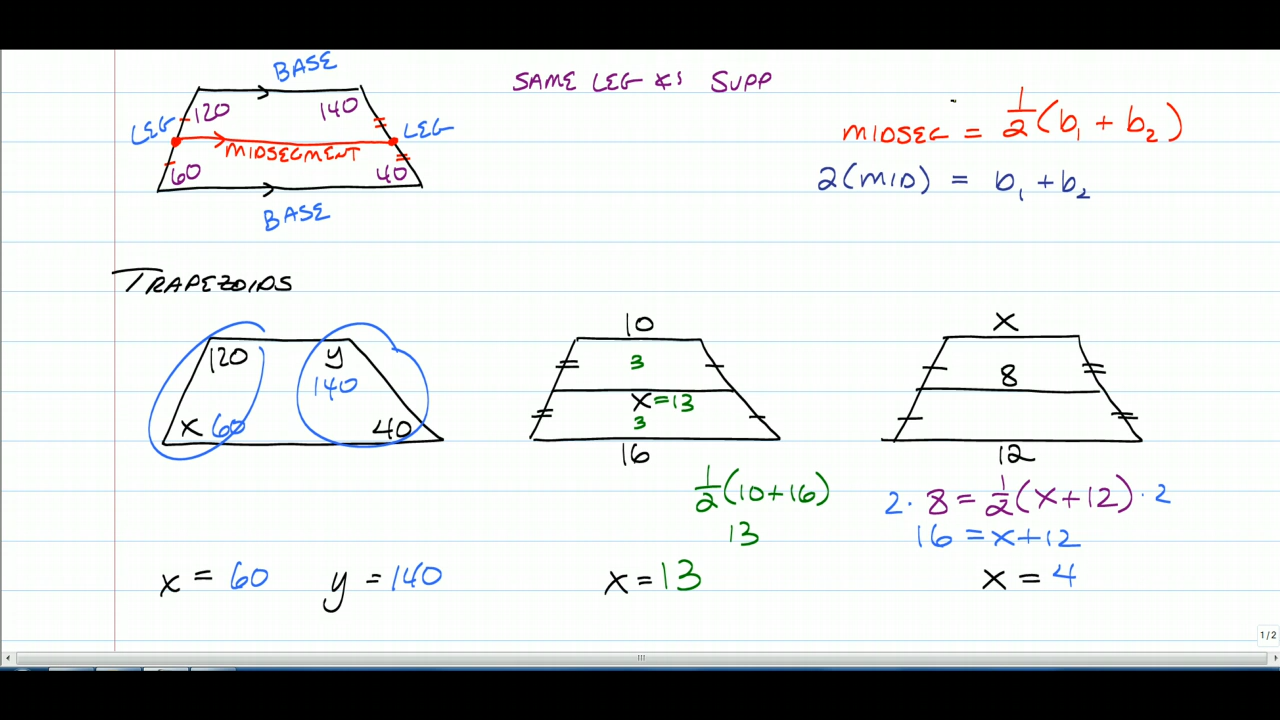 BASE
SAME LEG ∠'s SUPP
120 140
LEG LEG
MIDSEGMENT
60 40
BASE
MIDSEG = 1/2(b₁ + b₂)
2(MID) = b₁ + b₂
TRAPEZOIDS
120 y
140
x 60 40
x = 60 y = 140
10
3
x = 13
3
16
1/2(10+16)
13
x = 13
x
8
12
2 · 8 = 1/2(x+12) · 2
16 = x+12
x = 4
1/2